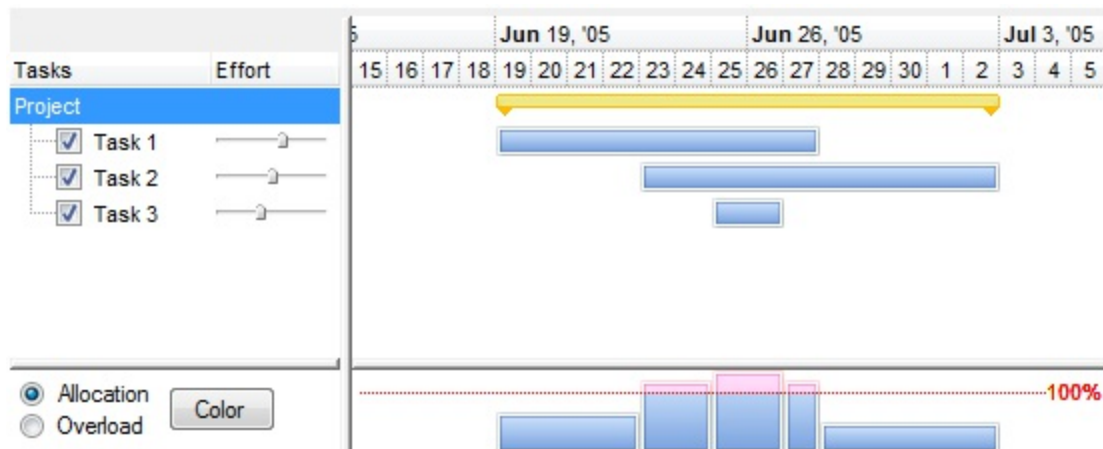 5 Jun 19, '05 Jun 26, '05 Jul 3, '05
Tasks Effort 15 16 17 18 19 20 21 22 23 24 25 26 27 28 29 30 1 2 3 4 5
Project
Task 1
Task 2
Task 3
Allocation
Color
Overload
100%